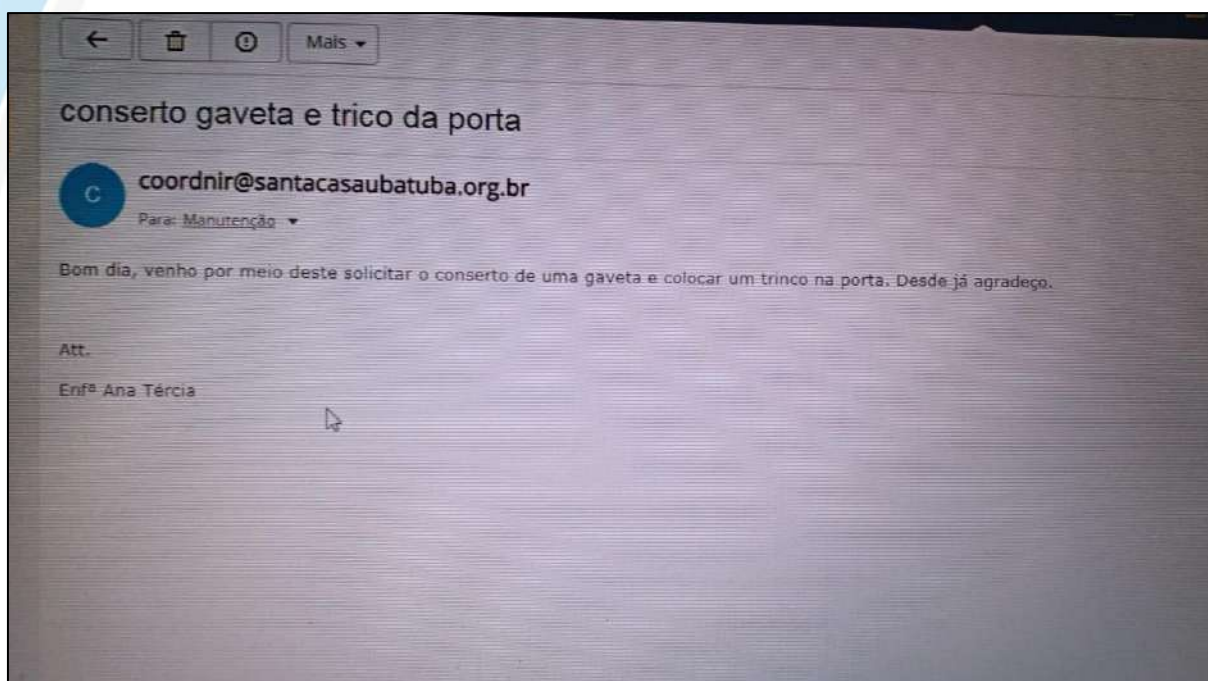 Mais
conserto gaveta e trico da porta
C
coordnir@santacasaubatuba.org.br
Para: Manutenção
Bom dia, venho por meio deste solicitar o conserto de uma gaveta e colocar um trinco na porta. Desde já agradeço.
Att.
Enfª Ana Tércia